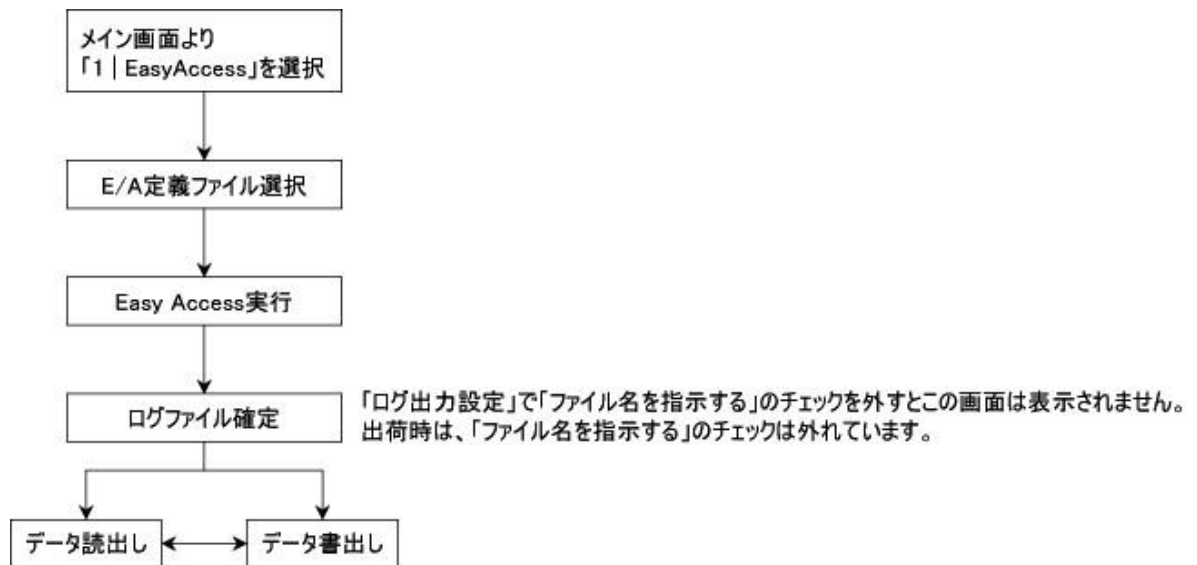 メイン画面より
「1｜EasyAccess」を選択
E/A定義ファイル選択
Easy Access実行
ログファイル確定
「ログ出力設定」で「ファイル名を指示する」のチェックを外すとこの画面は表示されません。
出荷時は、「ファイル名を指示する」のチェックは外れています。
データ読出し
データ書出し